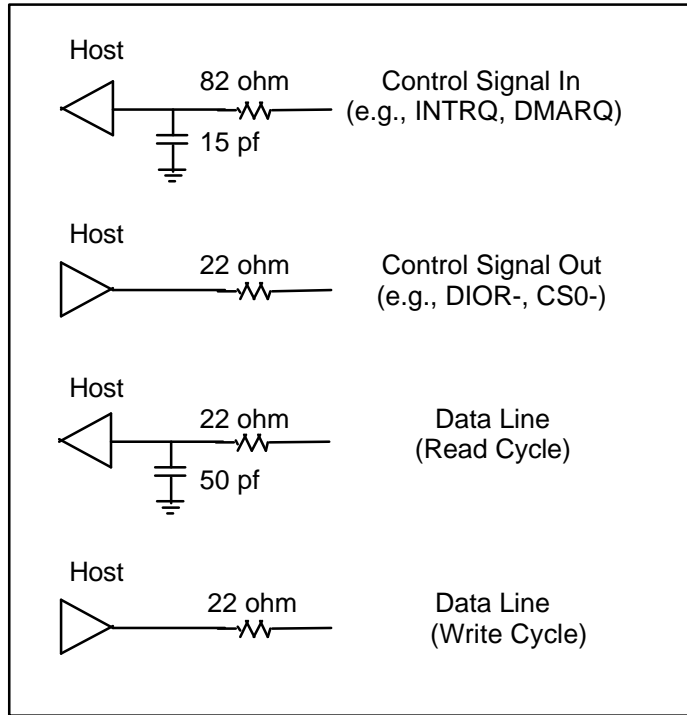 Host
82 ohm
Control Signal In
(e.g., INTRQ, DMARQ)
15 pf
Host
22 ohm
Control Signal Out
(e.g., DIOR-, CS0-)
Host
22 ohm
Data Line
(Read Cycle)
50 pf
Host
22 ohm
Data Line
(Write Cycle)